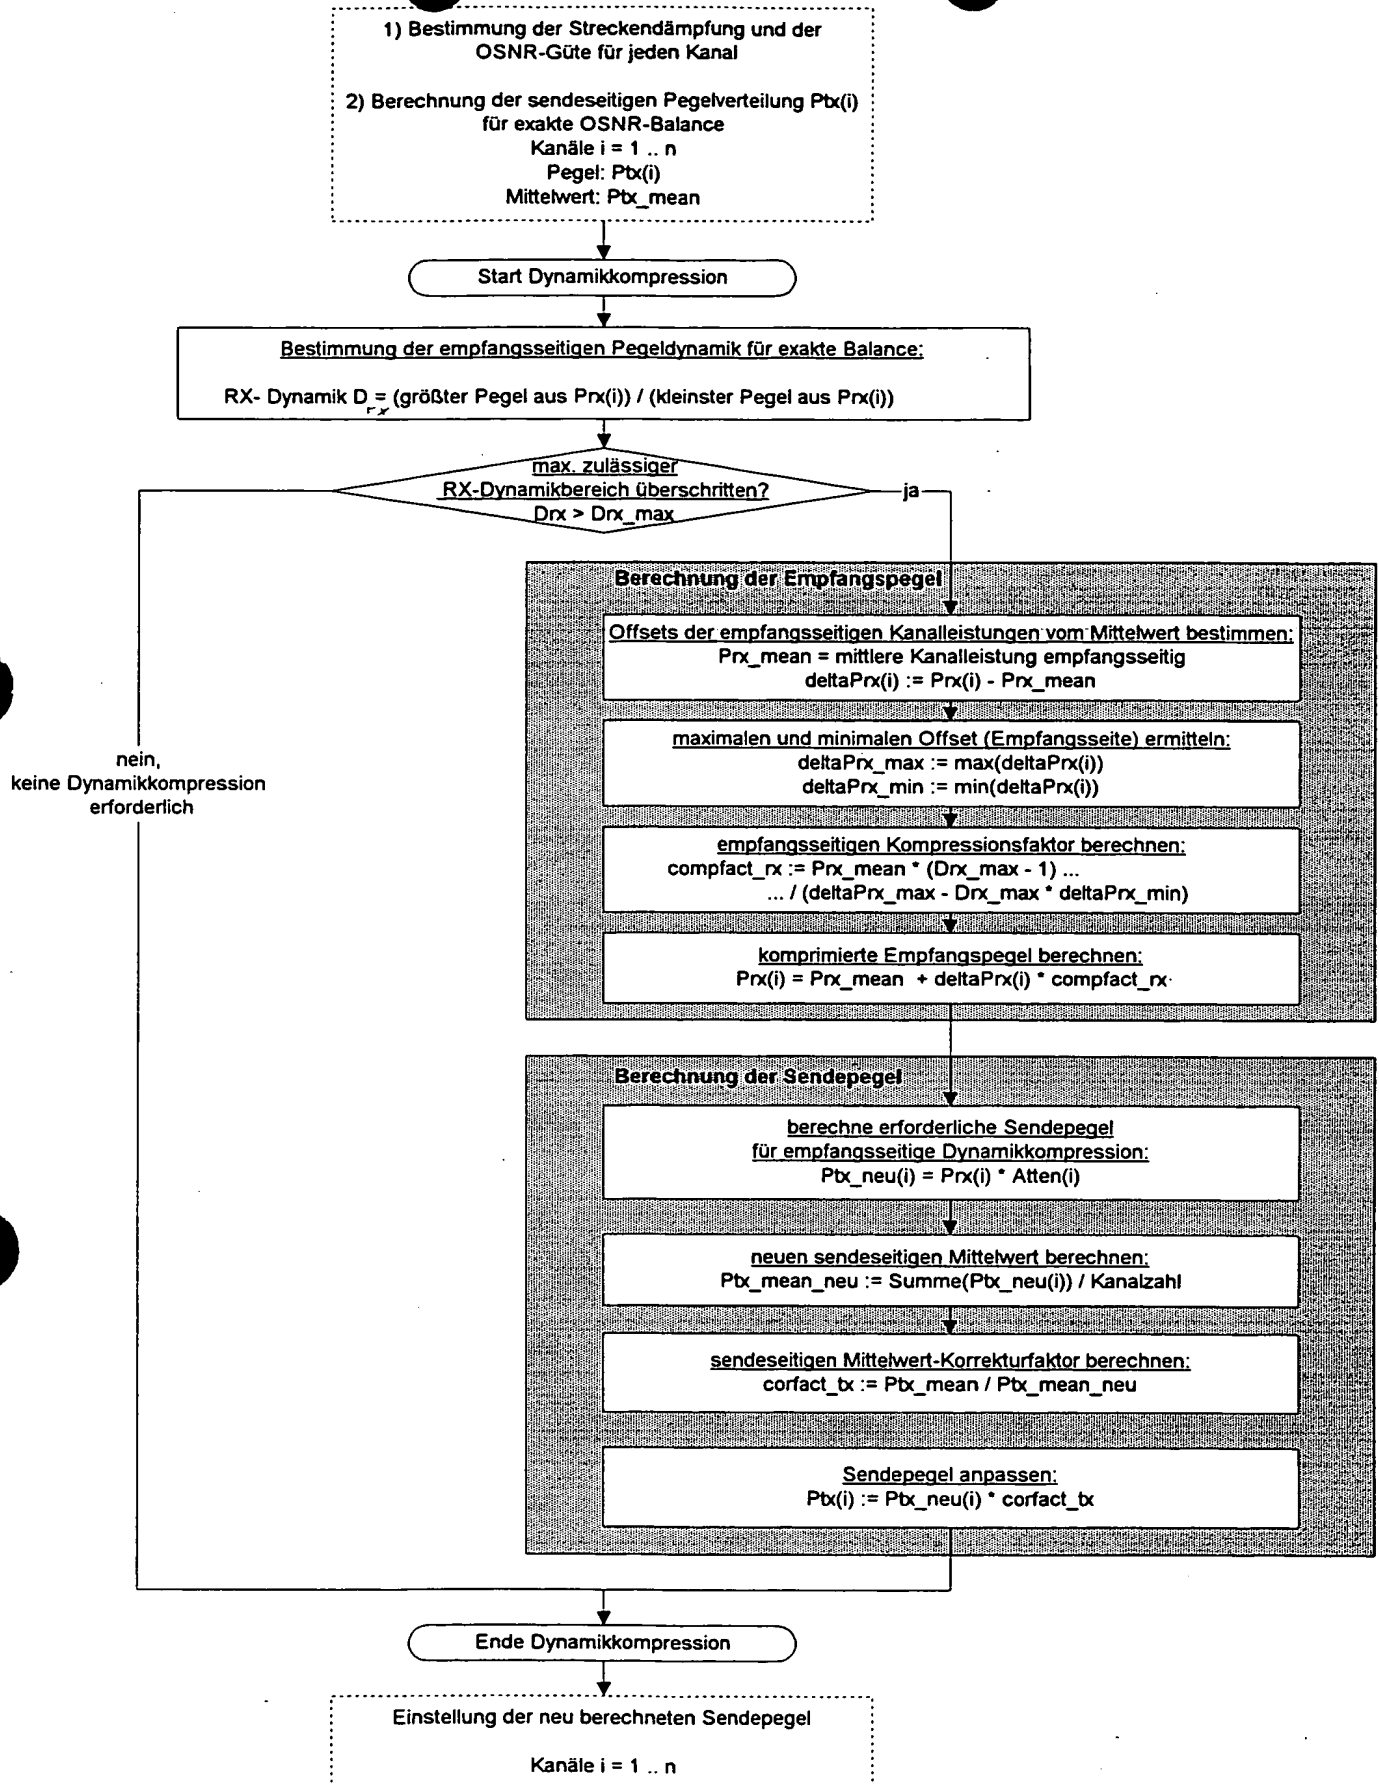 1) Bestimmung der Streckendämpfung und der
OSNR-Güte für jeden Kanal
2) Berechnung der sendeseitigen Pegelverteilung Ptx(i)
für exakte OSNR-Balance
Kanäle i = 1 .. n
Pegel: Ptx(i)
Mittelwert: Ptx_mean
Start Dynamikkompression
Bestimmung der empfangsseitigen Pegeldynamik für exakte Balance:
RX- Dynamik D_rx = (größter Pegel aus Prx(i)) / (kleinster Pegel aus Prx(i))
max. zulässiger
RX-Dynamikbereich überschritten?
Drx > Drx_max
ja
nein,
keine Dynamikkompression
erforderlich
Berechnung der Empfangspegel
Offsets der empfangsseitigen Kanalleistungen vom Mittelwert bestimmen:
Prx_mean = mittlere Kanalleistung empfangsseitig
deltaPrx(i) := Prx(i) - Prx_mean
maximalen und minimalen Offset (Empfangsseite) ermitteln:
deltaPrx_max := max(deltaPrx(i))
deltaPrx_min := min(deltaPrx(i))
empfangsseitigen Kompressionsfaktor berechnen:
compfact_rx := Prx_mean * (Drx_max - 1) ...
... / (deltaPrx_max - Drx_max * deltaPrx_min)
komprimierte Empfangspegel berechnen:
Prx(i) = Prx_mean + deltaPrx(i) * compfact_rx
Berechnung der Sendepegel
berechne erforderliche Sendepegel
für empfangsseitige Dynamikkompression:
Ptx_neu(i) = Prx(i) * Atten(i)
neuen sendeseitigen Mittelwert berechnen:
Ptx_mean_neu := Summe(Ptx_neu(i)) / Kanalzahl
sendeseitigen Mittelwert-Korrekturfaktor berechnen:
corfact_tx := Ptx_mean / Ptx_mean_neu
Sendepegel anpassen:
Ptx(i) := Ptx_neu(i) * corfact_tx
Ende Dynamikkompression
Einstellung der neu berechneten Sendepegel
Kanäle i = 1 .. n